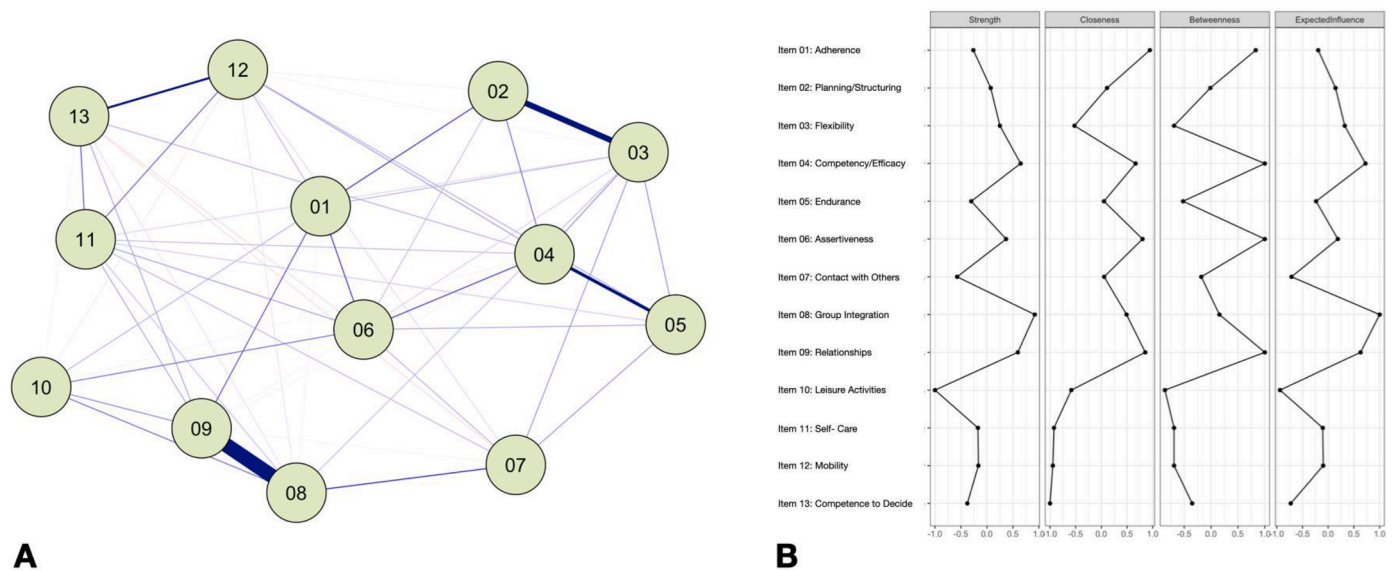 12
02
13
03
01
11
04
05
06
10
09
07
08
A
Strength Closeness Betweenness ExpectedInfluence
Item 01: Adherence
Item 02: Planning/Structuring
Item 03: Flexibility
Item 04: Competency/Efficacy
Item 05: Endurance
Item 06: Assertiveness
Item 07: Contact with Others
Item 08: Group Integration
Item 09: Relationships
Item 10: Leisure Activities
Item 11: Self- Care
Item 12: Mobility
Item 13: Competence to Decide
-1.0 -0.5 0.0 0.5 1.0 -1.0 -0.5 0.0 0.5 1.0 -0.5 0.0 0.5 1.0 -0.5 0.0 0.5 1.0
B